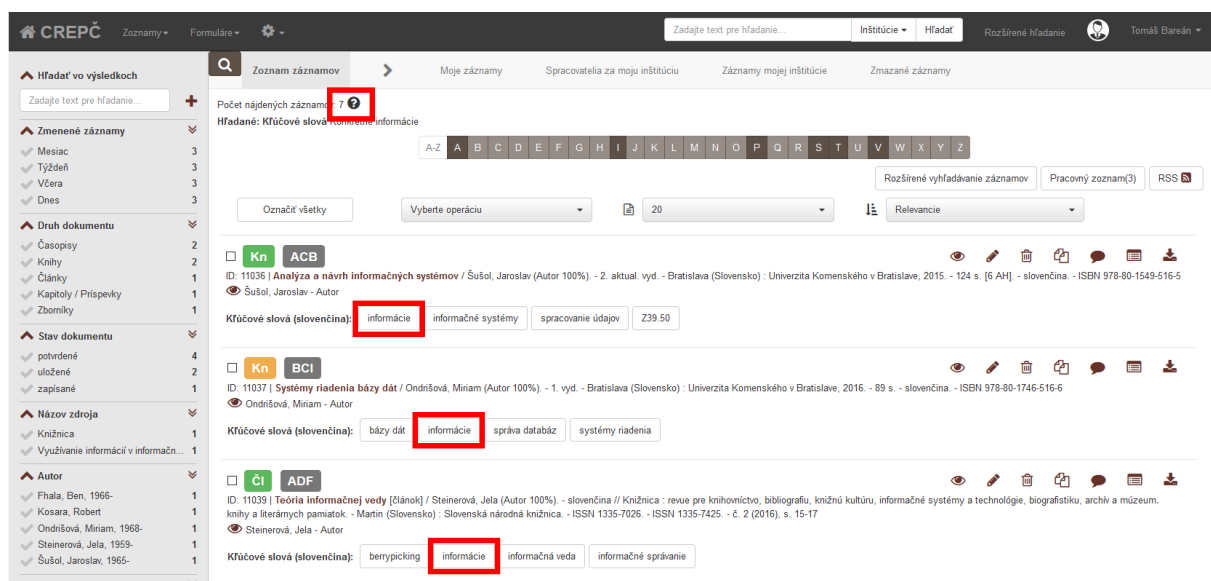 CREPČ Zoznamy Formuláre Zadajte text pre hľadanie... Inštitúcie Hľadať Rozšírené hľadanie Tomáš Bareán
Hľadať vo výsledkoch
Zadajte text pre hľadanie...
Zmenené záznamy
Mesiac 3
Týždeň 3
Včera 3
Dnes 3
Druh dokumentu
Časopisy 2
Knihy 2
Články 1
Kapitoly / Príspevky 1
Zborníky 1
Stav dokumentu
potvrdené 4
uložené 2
zapísané 1
Názov zdroja
Knižnica 1
Využívanie informácií v informačn... 1
Autor
Fhala, Ben, 1966- 1
Kosara, Robert 1
Ondrišová, Miriam, 1968- 1
Steinerová, Jela, 1959- 1
Šušol, Jaroslav, 1965- 1
Zoznam záznamov Moje záznamy Spracovatelia za moju inštitúciu Záznamy mojej inštitúcie Zmazané záznamy
Počet nájdených záznamov: 7
Hľadané: Kľúčové slová Konkrétne informácie
A-Z A B C D E F G H I J K L M N O P Q R S T U V W X Y Z
Rozšírené vyhľadávanie záznamov Pracovný zoznam(3) RSS
Označiť všetky Vyberte operáciu 20 Relevancie
Kn ACB
ID: 11036 | Analýza a návrh informačných systémov / Šušol, Jaroslav (Autor 100%). - 2. aktual. vyd. - Bratislava (Slovensko) : Univerzita Komenského v Bratislave, 2015. - 124 s. [6 AH]. - slovenčina. - ISBN 978-80-1549-516-5
Šušol, Jaroslav - Autor
Kľúčové slová (slovenčina): informácie informačné systémy spracovanie údajov Z39.50
Kn BCI
ID: 11037 | Systémy riadenia bázy dát / Ondrišová, Miriam (Autor 100%). - 1. vyd. - Bratislava (Slovensko) : Univerzita Komenského v Bratislave, 2016. - 89 s. - slovenčina. - ISBN 978-80-1746-516-6
Ondrišová, Miriam - Autor
Kľúčové slová (slovenčina): bázy dát informácie správa databáz systémy riadenia
Čl ADF
ID: 11039 | Teória informačnej vedy [článok] / Steinerová, Jela (Autor 100%). - slovenčina // Knižnica : revue pre knihovníctvo, bibliografiu, knižnú kultúru, informačné systémy a technológie, biografistiku, archív a múzeum.
knihy a literárnych pamiatok. - Martin (Slovensko) : Slovenská národná knižnica. - ISSN 1335-7026. - ISSN 1335-7425. - č. 2 (2016), s. 15-17
Steinerová, Jela - Autor
Kľúčové slová (slovenčina): berrypicking informácie informačná veda informačné správanie